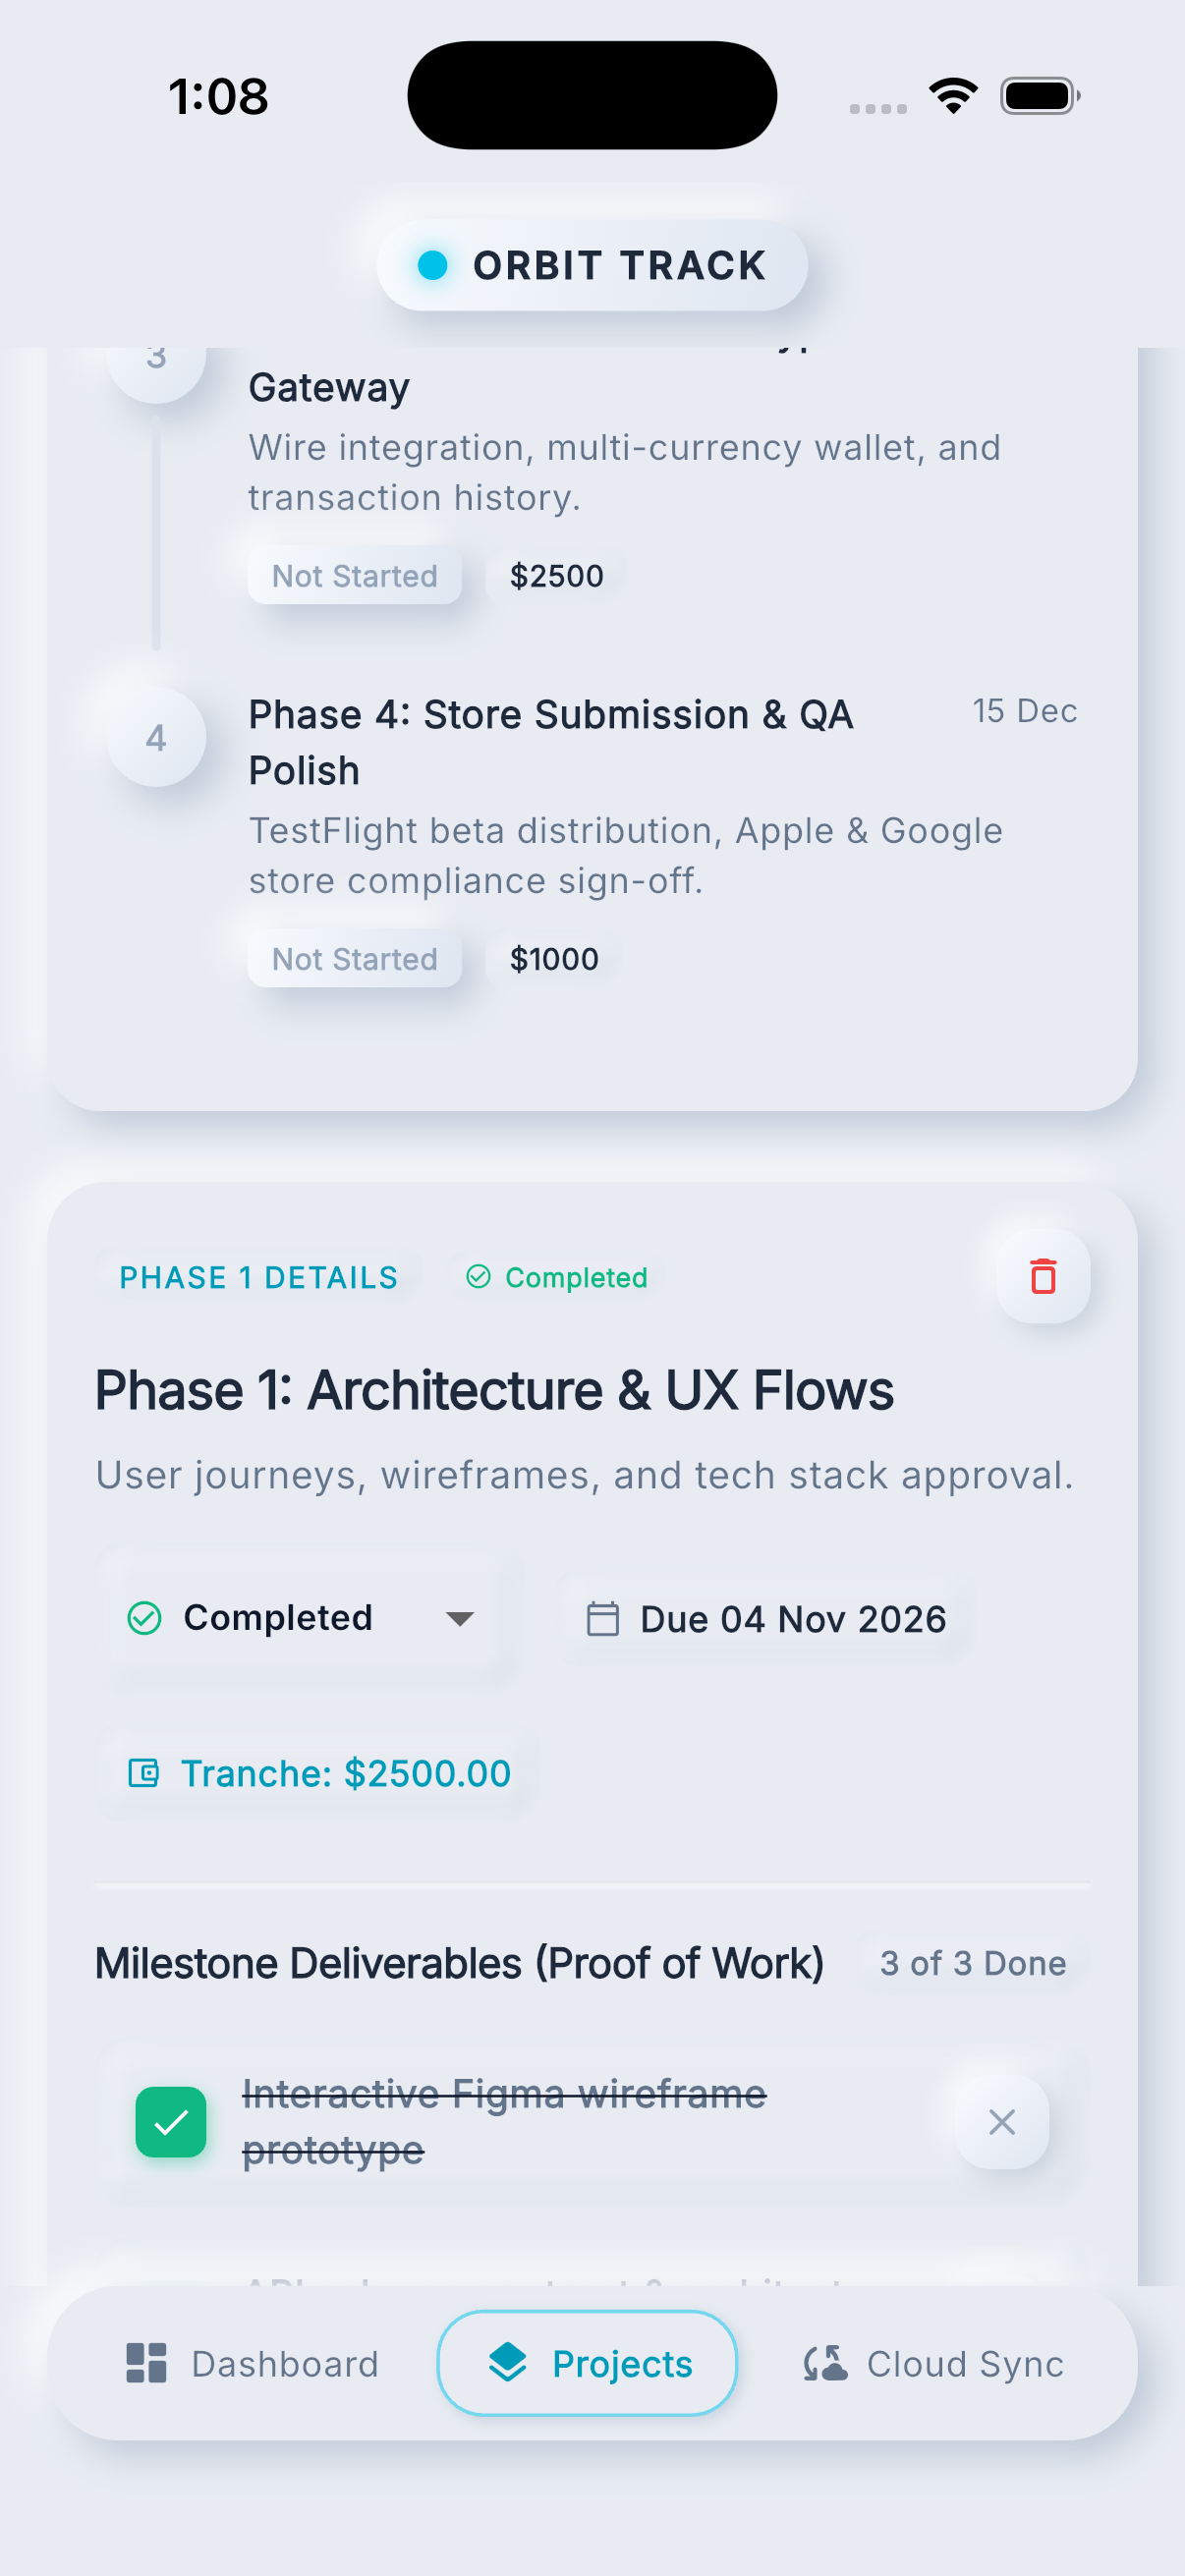 1:08
ORBIT TRACK
3
Gateway
Wire integration, multi-currency wallet, and
transaction history.
Not Started
$2500
4
Phase 4: Store Submission & QA
Polish
15 Dec
TestFlight beta distribution, Apple & Google
store compliance sign-off.
Not Started
$1000
PHASE 1 DETAILS
Completed
Phase 1: Architecture & UX Flows
User journeys, wireframes, and tech stack approval.
Completed
Due 04 Nov 2026
Tranche: $2500.00
Milestone Deliverables (Proof of Work)
3 of 3 Done
Interactive Figma wireframe
prototype
Dashboard
Projects
Cloud Sync